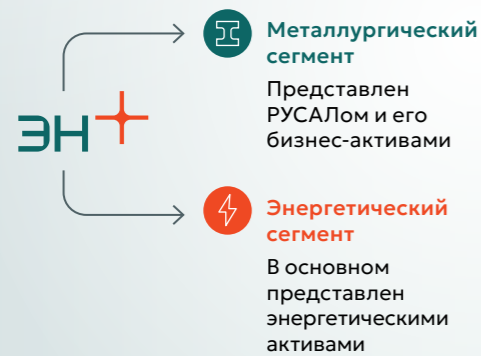 Металлургический
сегмент
Представлен
РУСАЛом и его
бизнес-активами
ЭН+
Энергетический
сегмент
В основном
представлен
энергетическими
активами